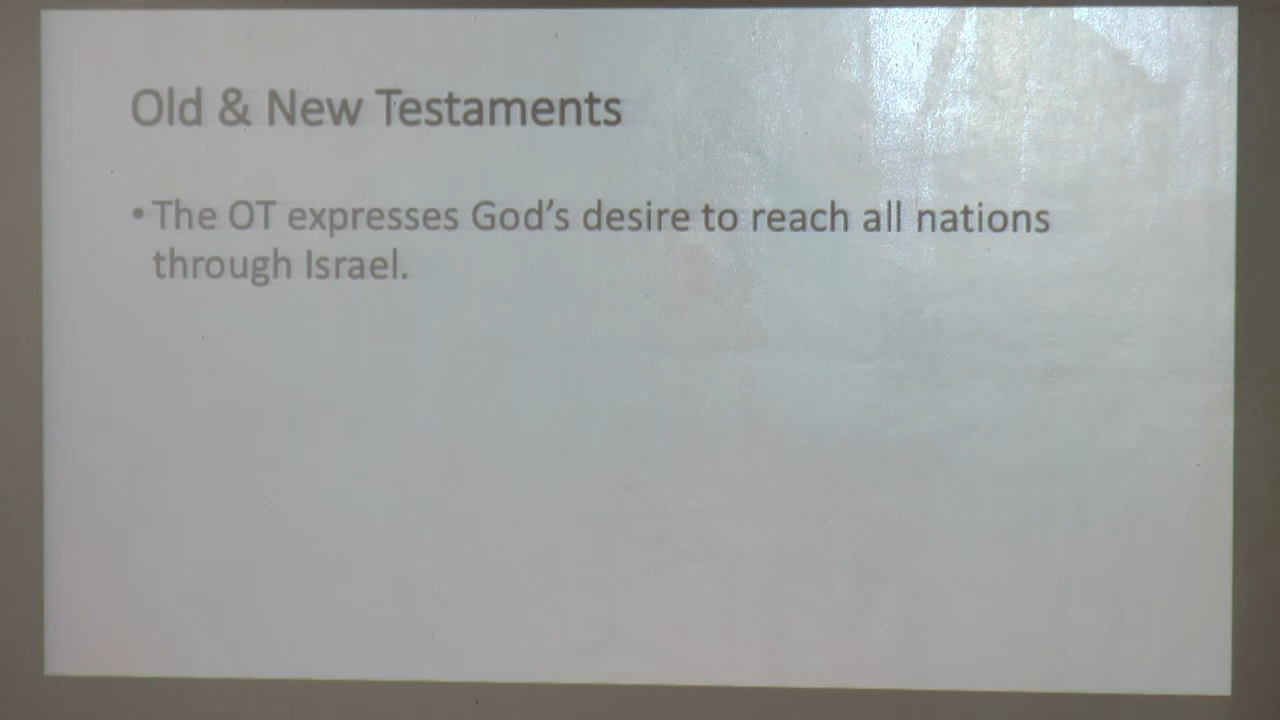 Old & New Testaments
• The OT expresses God's desire to reach all nations
through Israel.